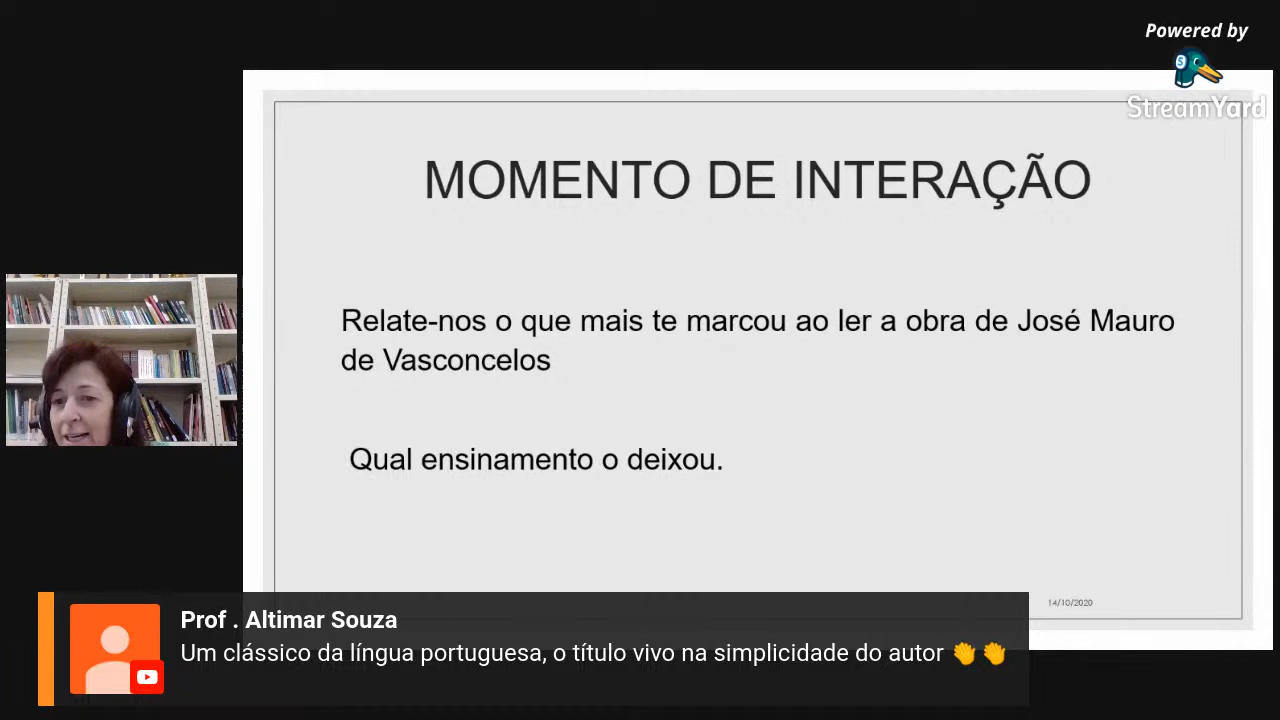 Powered by
StreamYard
MOMENTO DE INTERAÇÃO
Relate-nos o que mais te marcou ao ler a obra de José Mauro
de Vasconcelos
Qual ensinamento o deixou.
14/10/2020
Prof . Altimar Souza
Um clássico da língua portuguesa, o título vivo na simplicidade do autor 👏👏